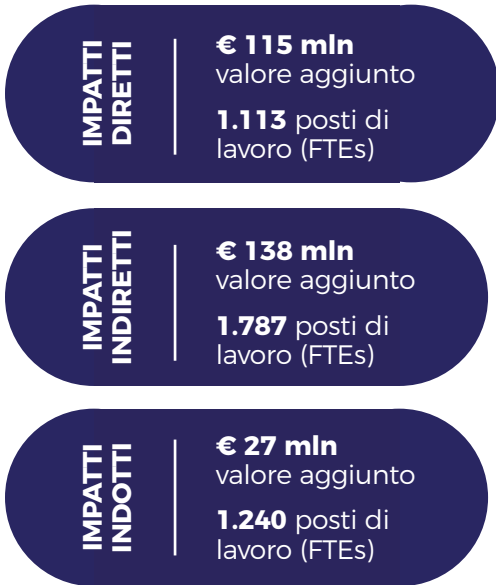 IMPATTI
DIRETTI
€ 115 mln
valore aggiunto
1.113 posti di
lavoro (FTEs)
IMPATTI
INDIRETTI
€ 138 mln
valore aggiunto
1.787 posti di
lavoro (FTEs)
IMPATTI
INDOTTI
€ 27 mln
valore aggiunto
1.240 posti di
lavoro (FTEs)